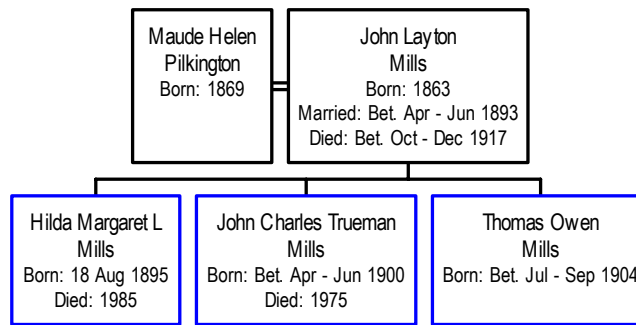 Maude Helen
Pilkington
Born: 1869
John Layton
Mills
Born: 1863
Married: Bet. Apr - Jun 1893
Died: Bet. Oct - Dec 1917
Hilda Margaret L
Mills
Born: 18 Aug 1895
Died: 1985
John Charles Trueman
Mills
Born: Bet. Apr - Jun 1900
Died: 1975
Thomas Owen
Mills
Born: Bet. Jul - Sep 1904